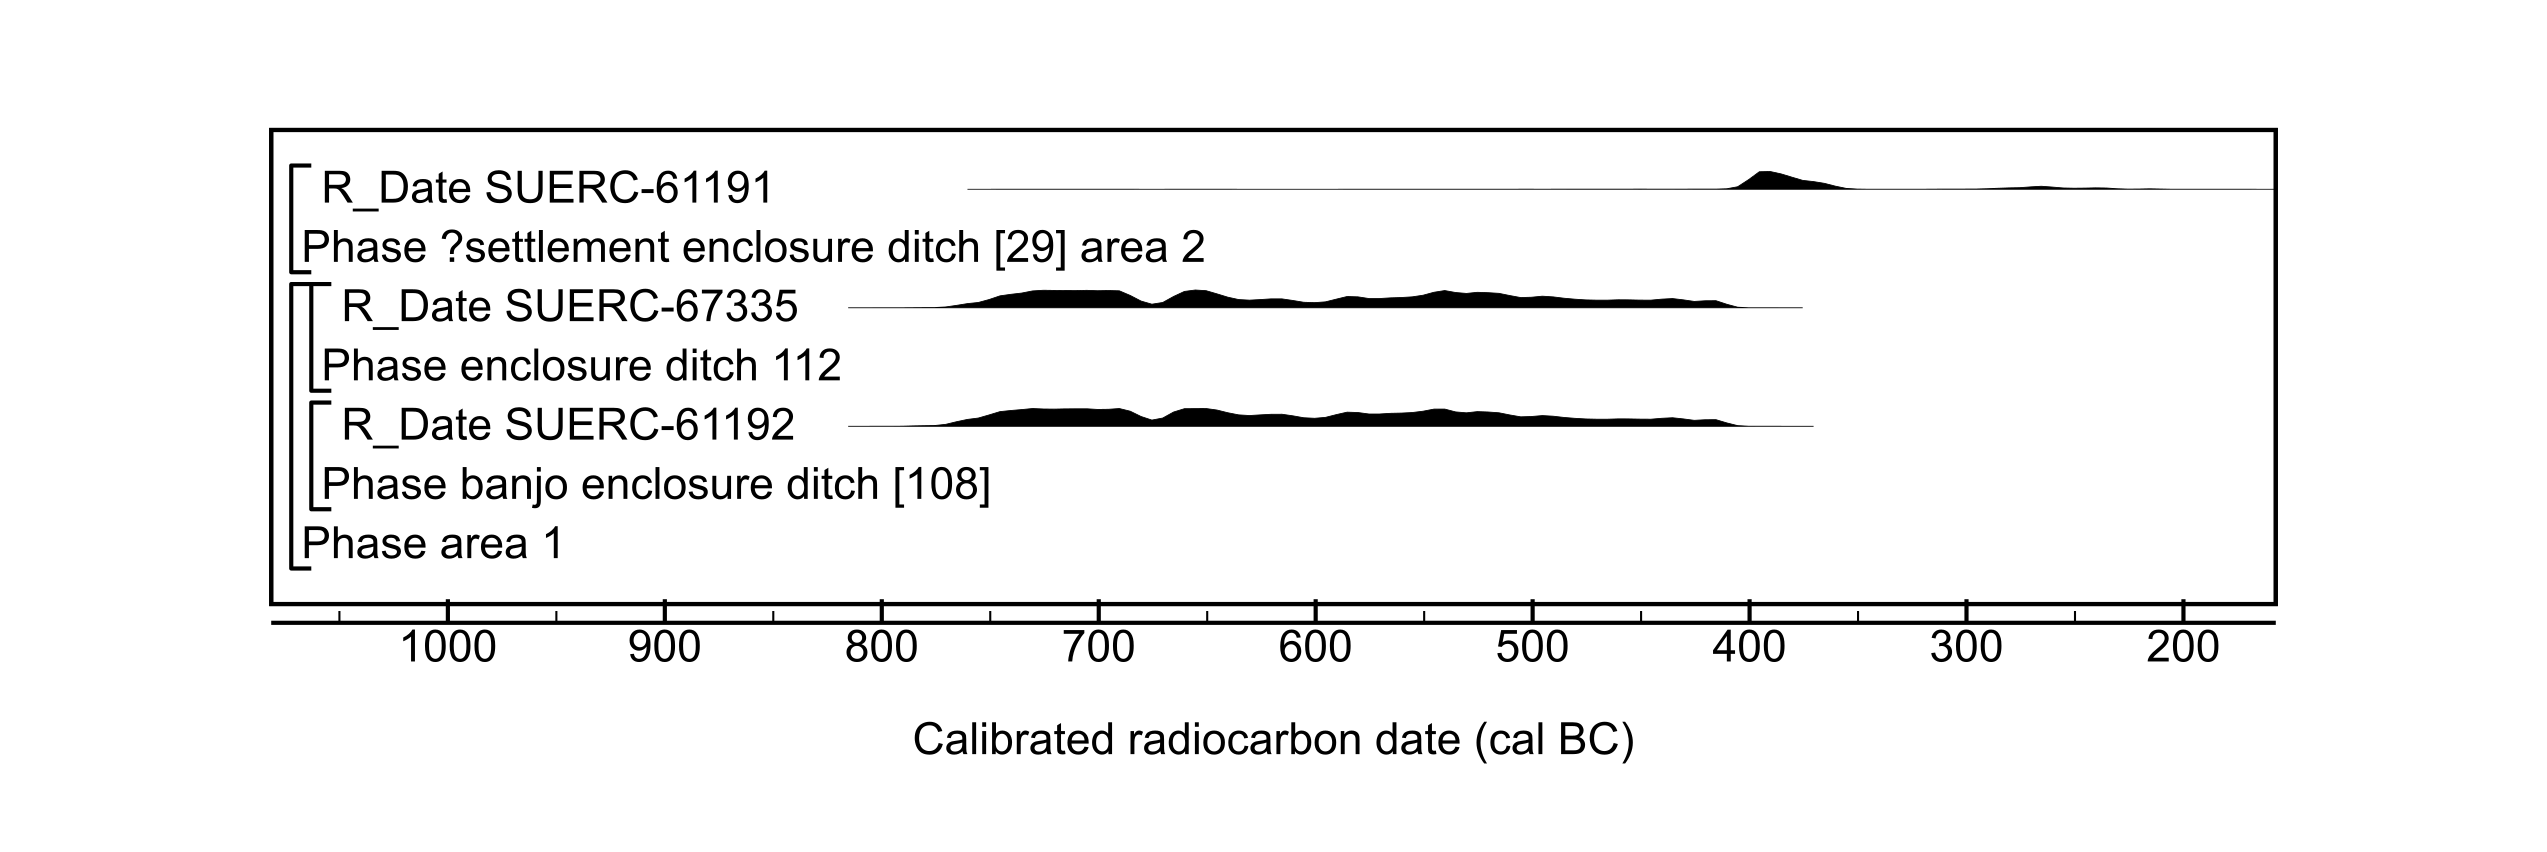 R_Date SUERC-61191
Phase ?settlement enclosure ditch [29] area 2
R_Date SUERC-67335
Phase enclosure ditch 112
R_Date SUERC-61192
Phase banjo enclosure ditch [108]
Phase area 1
1000 900 800 700 600 500 400 300 200
Calibrated radiocarbon date (cal BC)